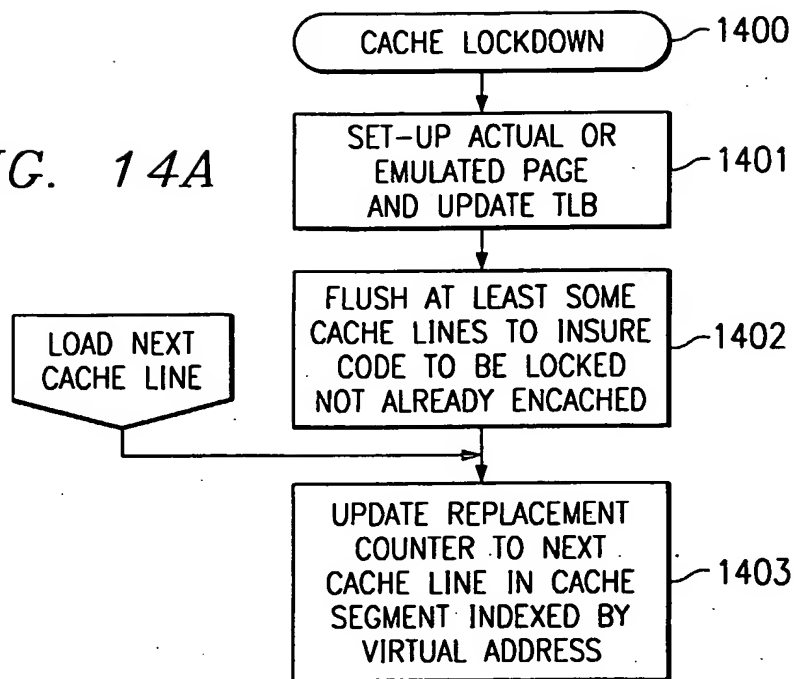 CACHE LOCKDOWN
1400
G. 14A
SET-UP ACTUAL OR
EMULATED PAGE
AND UPDATE TLB
1401
FLUSH AT LEAST SOME
CACHE LINES TO INSURE
CODE TO BE LOCKED
NOT ALREADY ENCACHED
1402
LOAD NEXT
CACHE LINE
UPDATE REPLACEMENT
COUNTER TO NEXT
CACHE LINE IN CACHE
SEGMENT INDEXED BY
VIRTUAL ADDRESS
1403